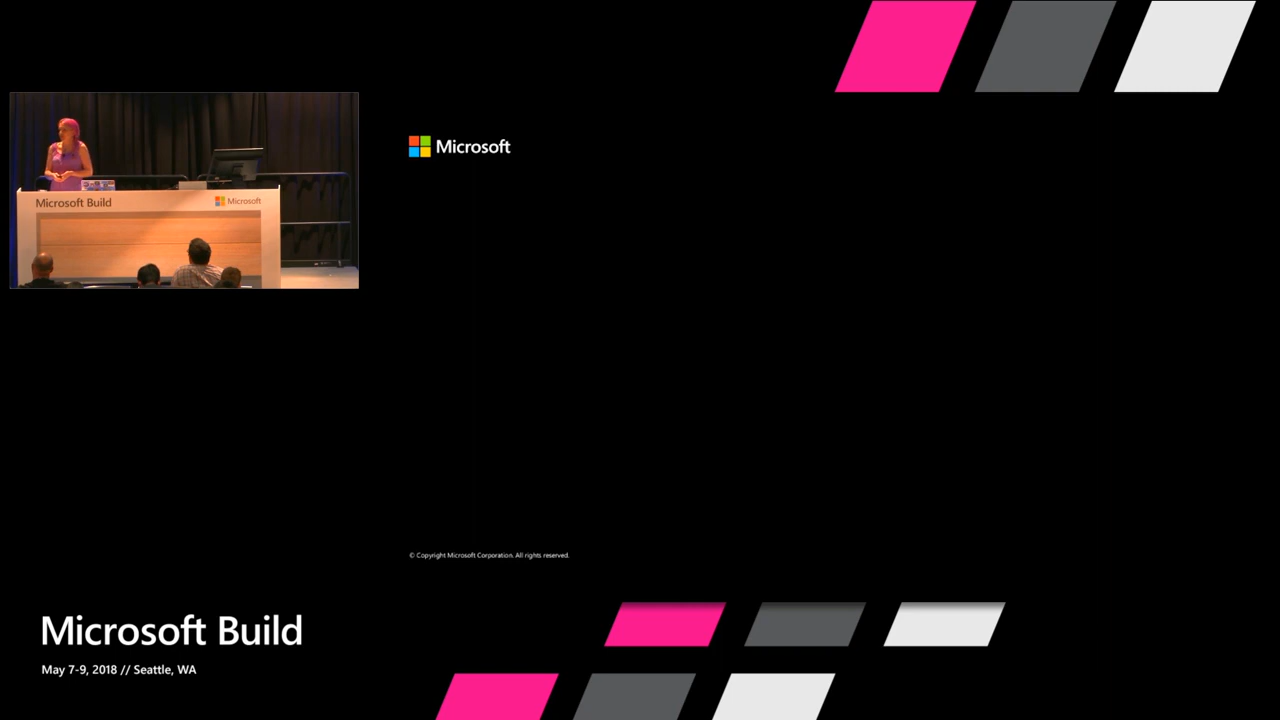 Microsoft
Microsoft Build
Microsoft
© Copyright Microsoft Corporation. All rights reserved.
Microsoft Build
May 7-9, 2018 // Seattle, WA